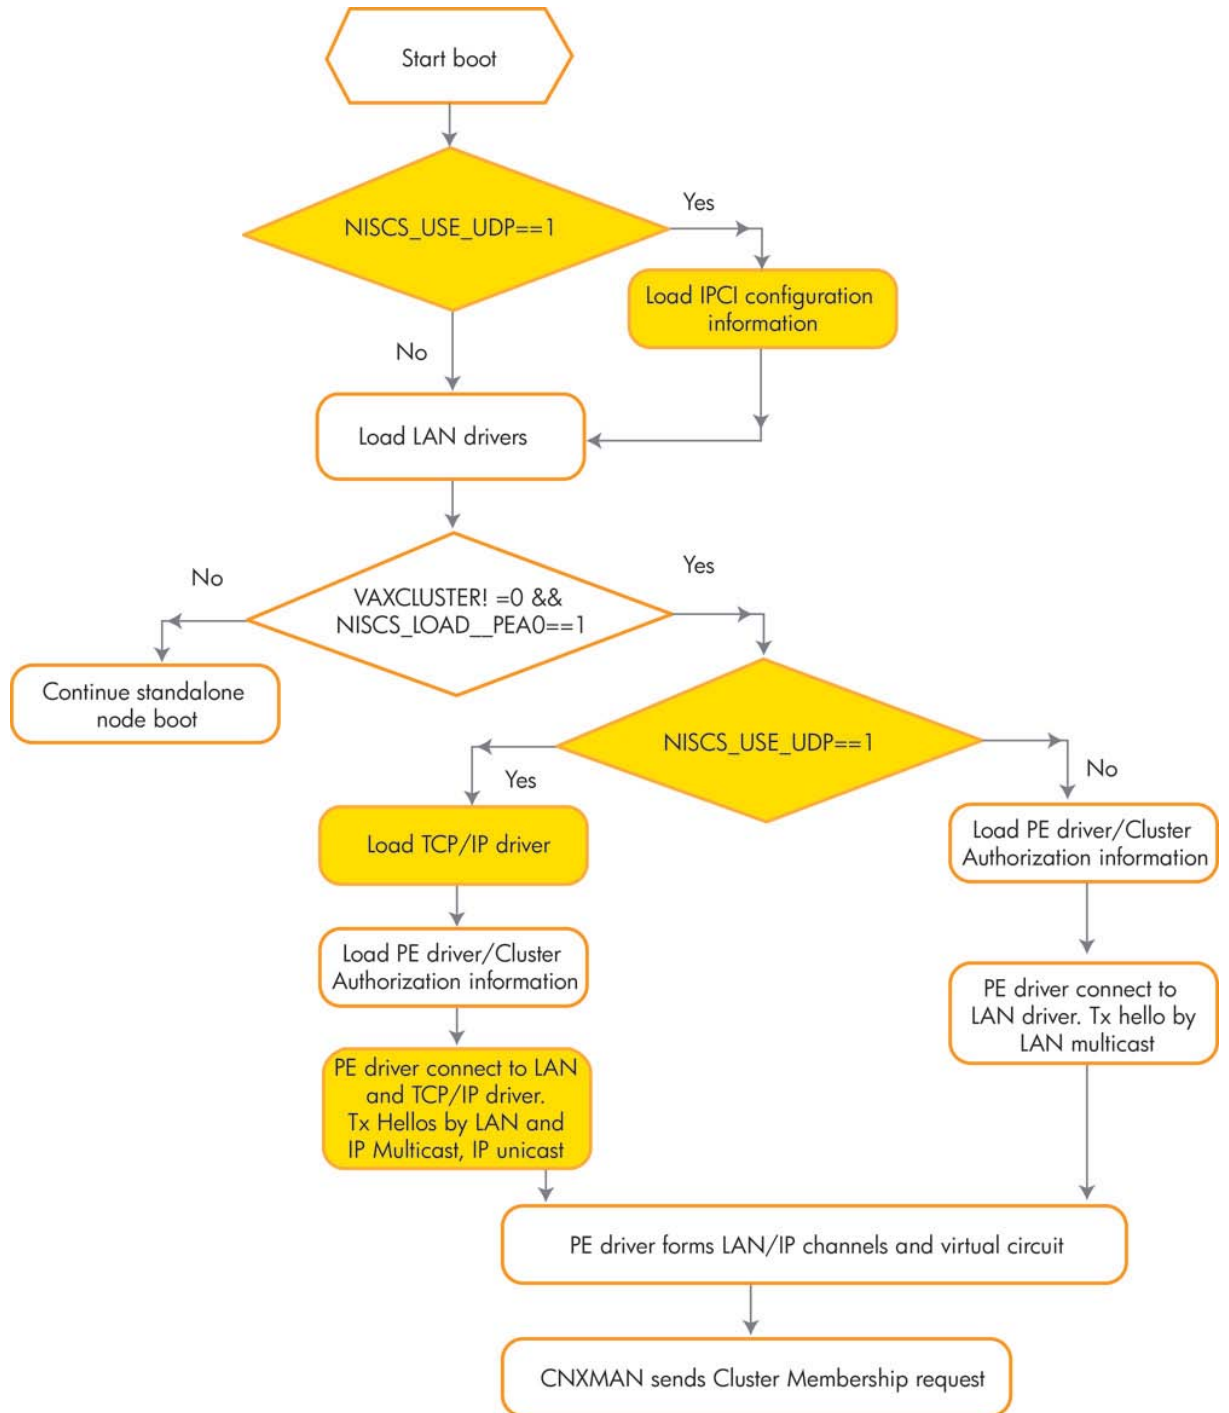 Start boot
NISCS_USE_UDP==1
Yes
Load IPCI configuration
information
No
Load LAN drivers
No
Yes
VAXCLUSTER! =0 &&
NISCS_LOAD__PEA0==1
Continue standalone
node boot
NISCS_USE_UDP==1
Yes
No
Load TCP/IP driver
Load PE driver/Cluster
Authorization information
Load PE driver/Cluster
Authorization information
PE driver connect to
LAN driver. Tx hello by
LAN multicast
PE driver connect to LAN
and TCP/IP driver.
Tx Hellos by LAN and
IP Multicast, IP unicast
PE driver forms LAN/IP channels and virtual circuit
CNXMAN sends Cluster Membership request